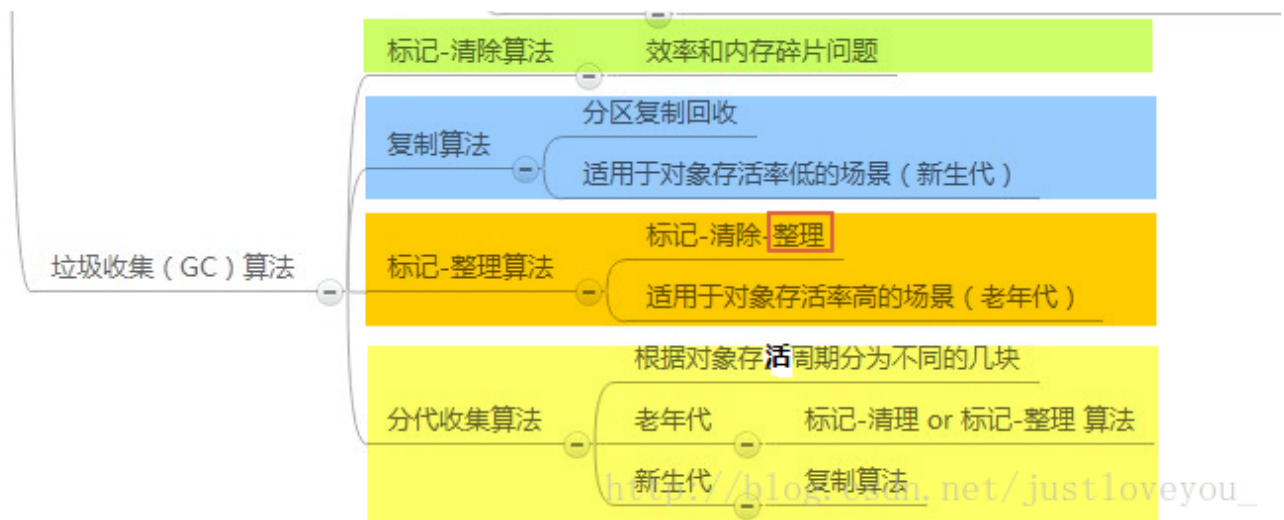 标记-清除算法
效率和内存碎片问题
复制算法
分区复制回收
适用于对象存活率低的场景（新生代）
垃圾收集（GC）算法
标记-整理算法
标记-清除-整理
适用于对象存活率高的场景（老年代）
分代收集算法
根据对象存活周期分为不同的几块
老年代
标记-清理 or 标记-整理 算法
新生代
复制算法
http://blog.csdn.net/justloveyou_